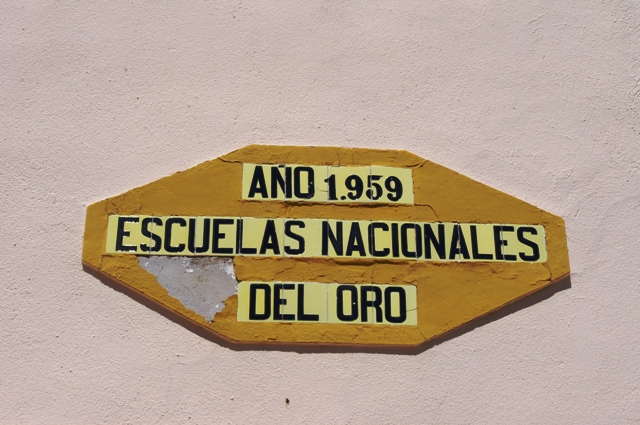 AÑO 1.959
ESCUELAS NACIONALES
DEL ORO